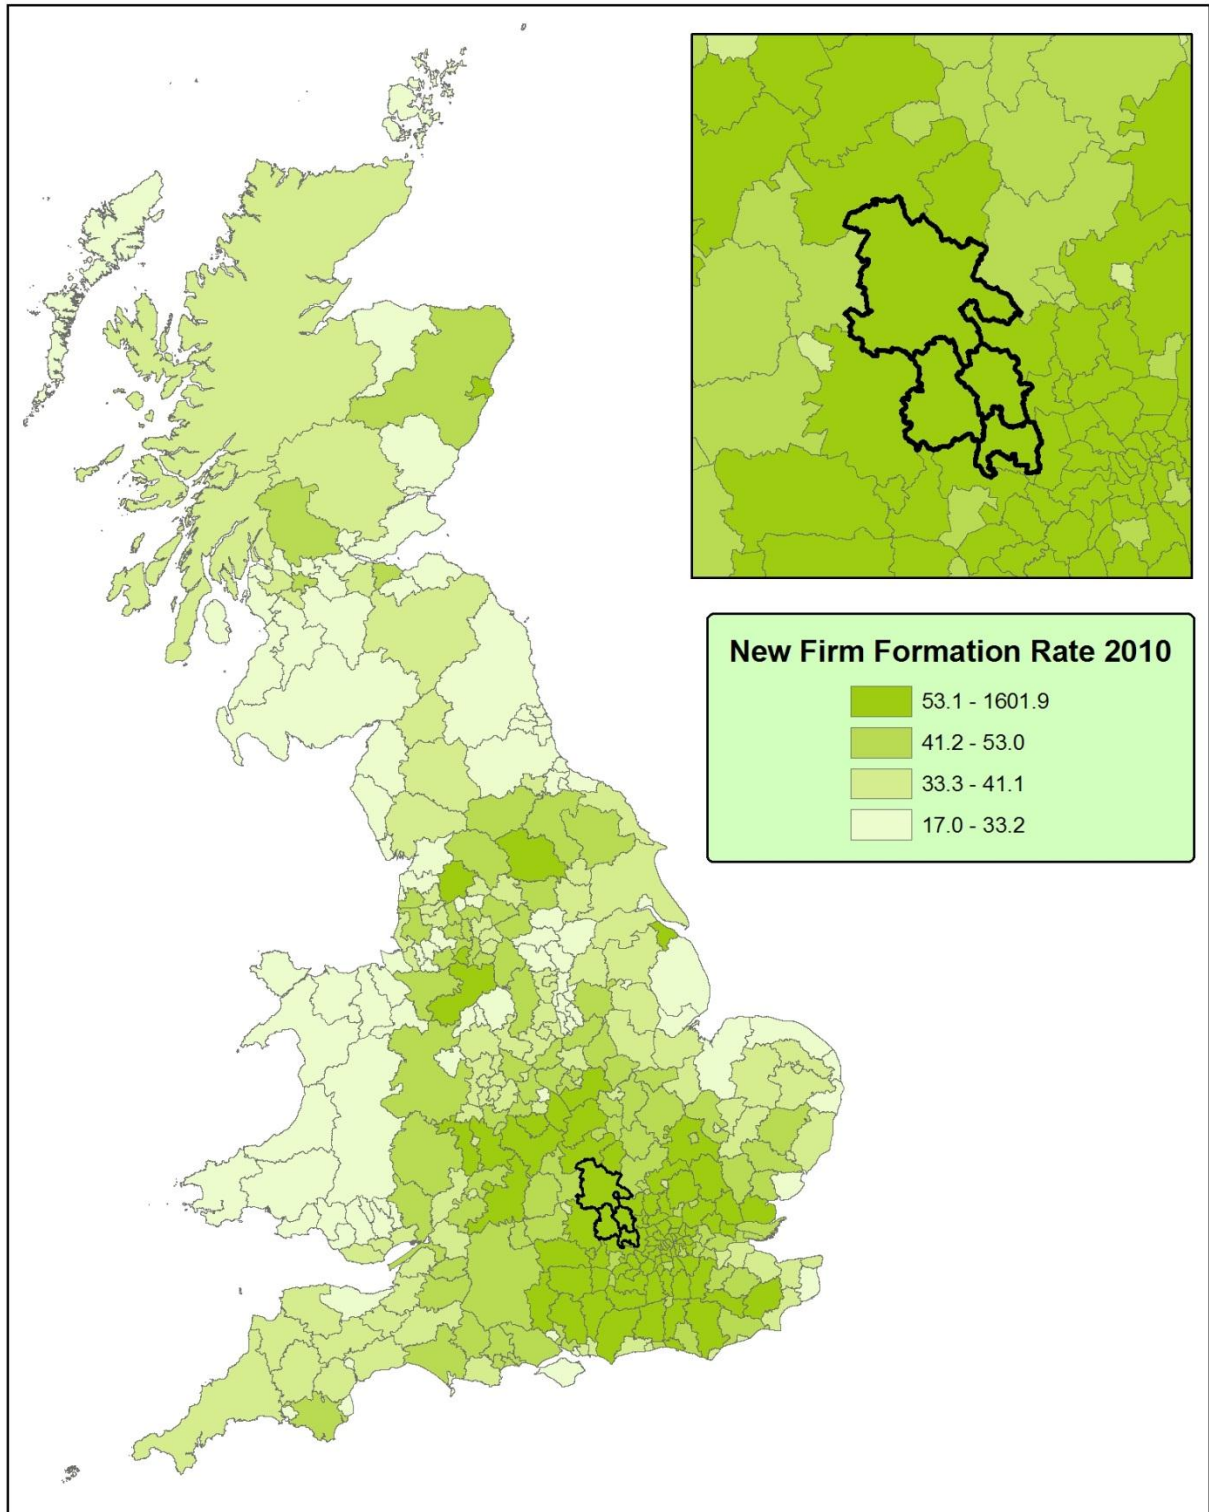 New Firm Formation Rate 2010
53.1 - 1601.9
41.2 - 53.0
33.3 - 41.1
17.0 - 33.2